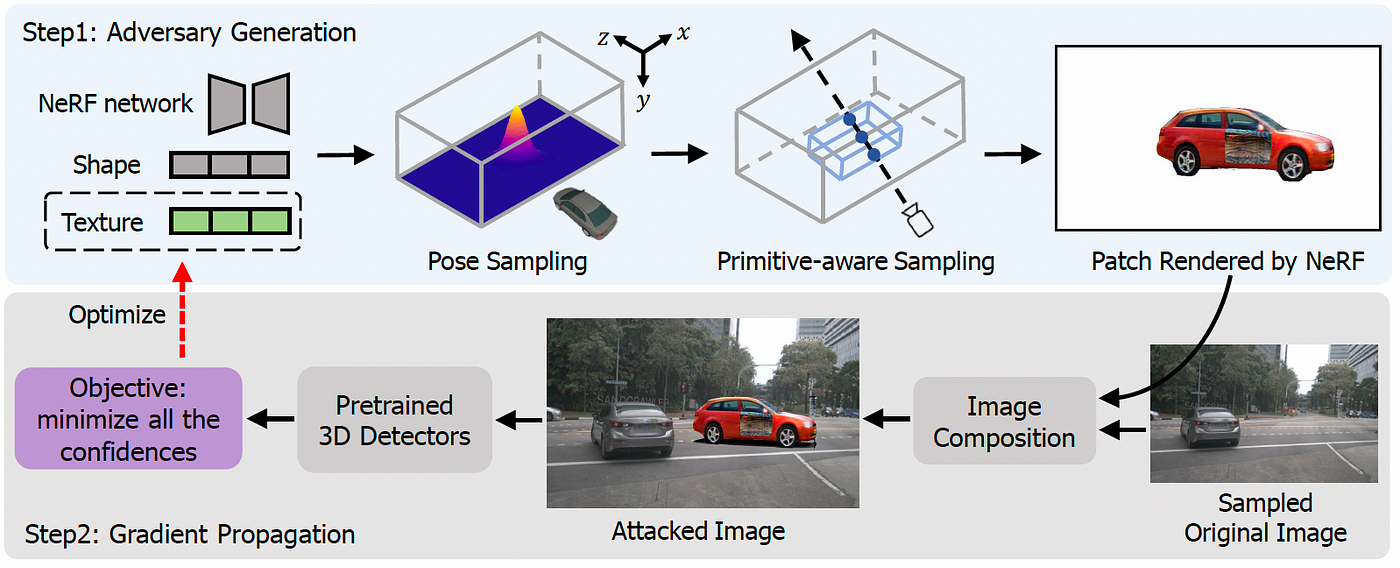 Step1: Adversary Generation
NeRF network
Shape
Texture
z
x
y
Pose Sampling
Primitive-aware Sampling
Patch Rendered by NeRF
Optimize
Objective:
minimize all the
confidences
Pretrained
3D Detectors
SANDCRAWLER
Attacked Image
Image
Composition
Sampled
Original Image
Step2: Gradient Propagation